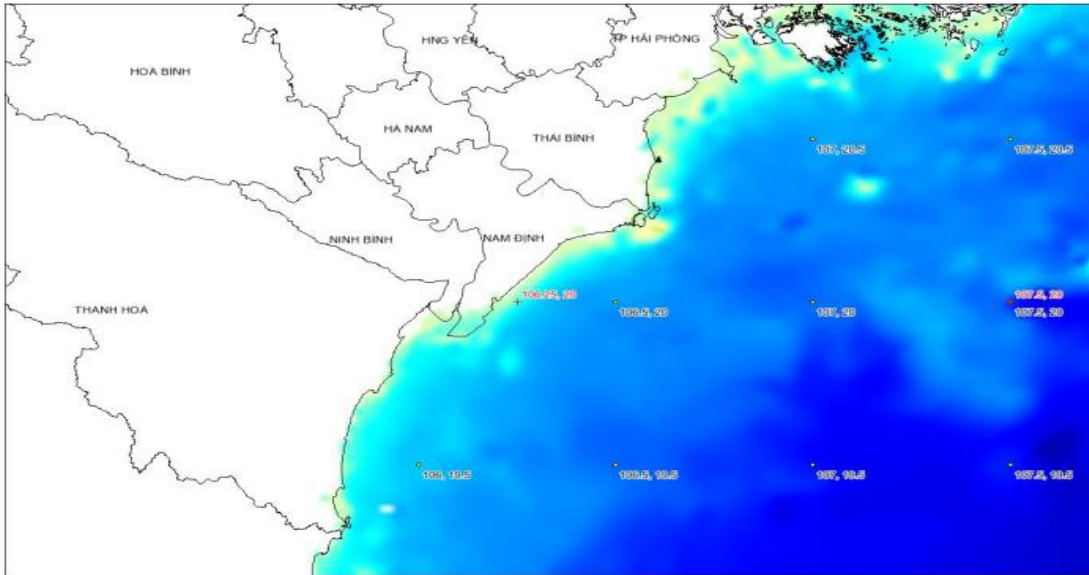 HNG YÊN
TP HẢI PHÒNG
HOÀ BÌNH
HÀ NAM
THÁI BÌNH
107, 20.5
107.5, 20.5
NINH BÌNH
NAM ĐỊNH
THANH HOÁ
106.25, 20
106.5, 20
107, 20
107.5, 20
107.5, 20
106, 19.5
106.5, 19.5
107, 19.5
107.5, 19.5